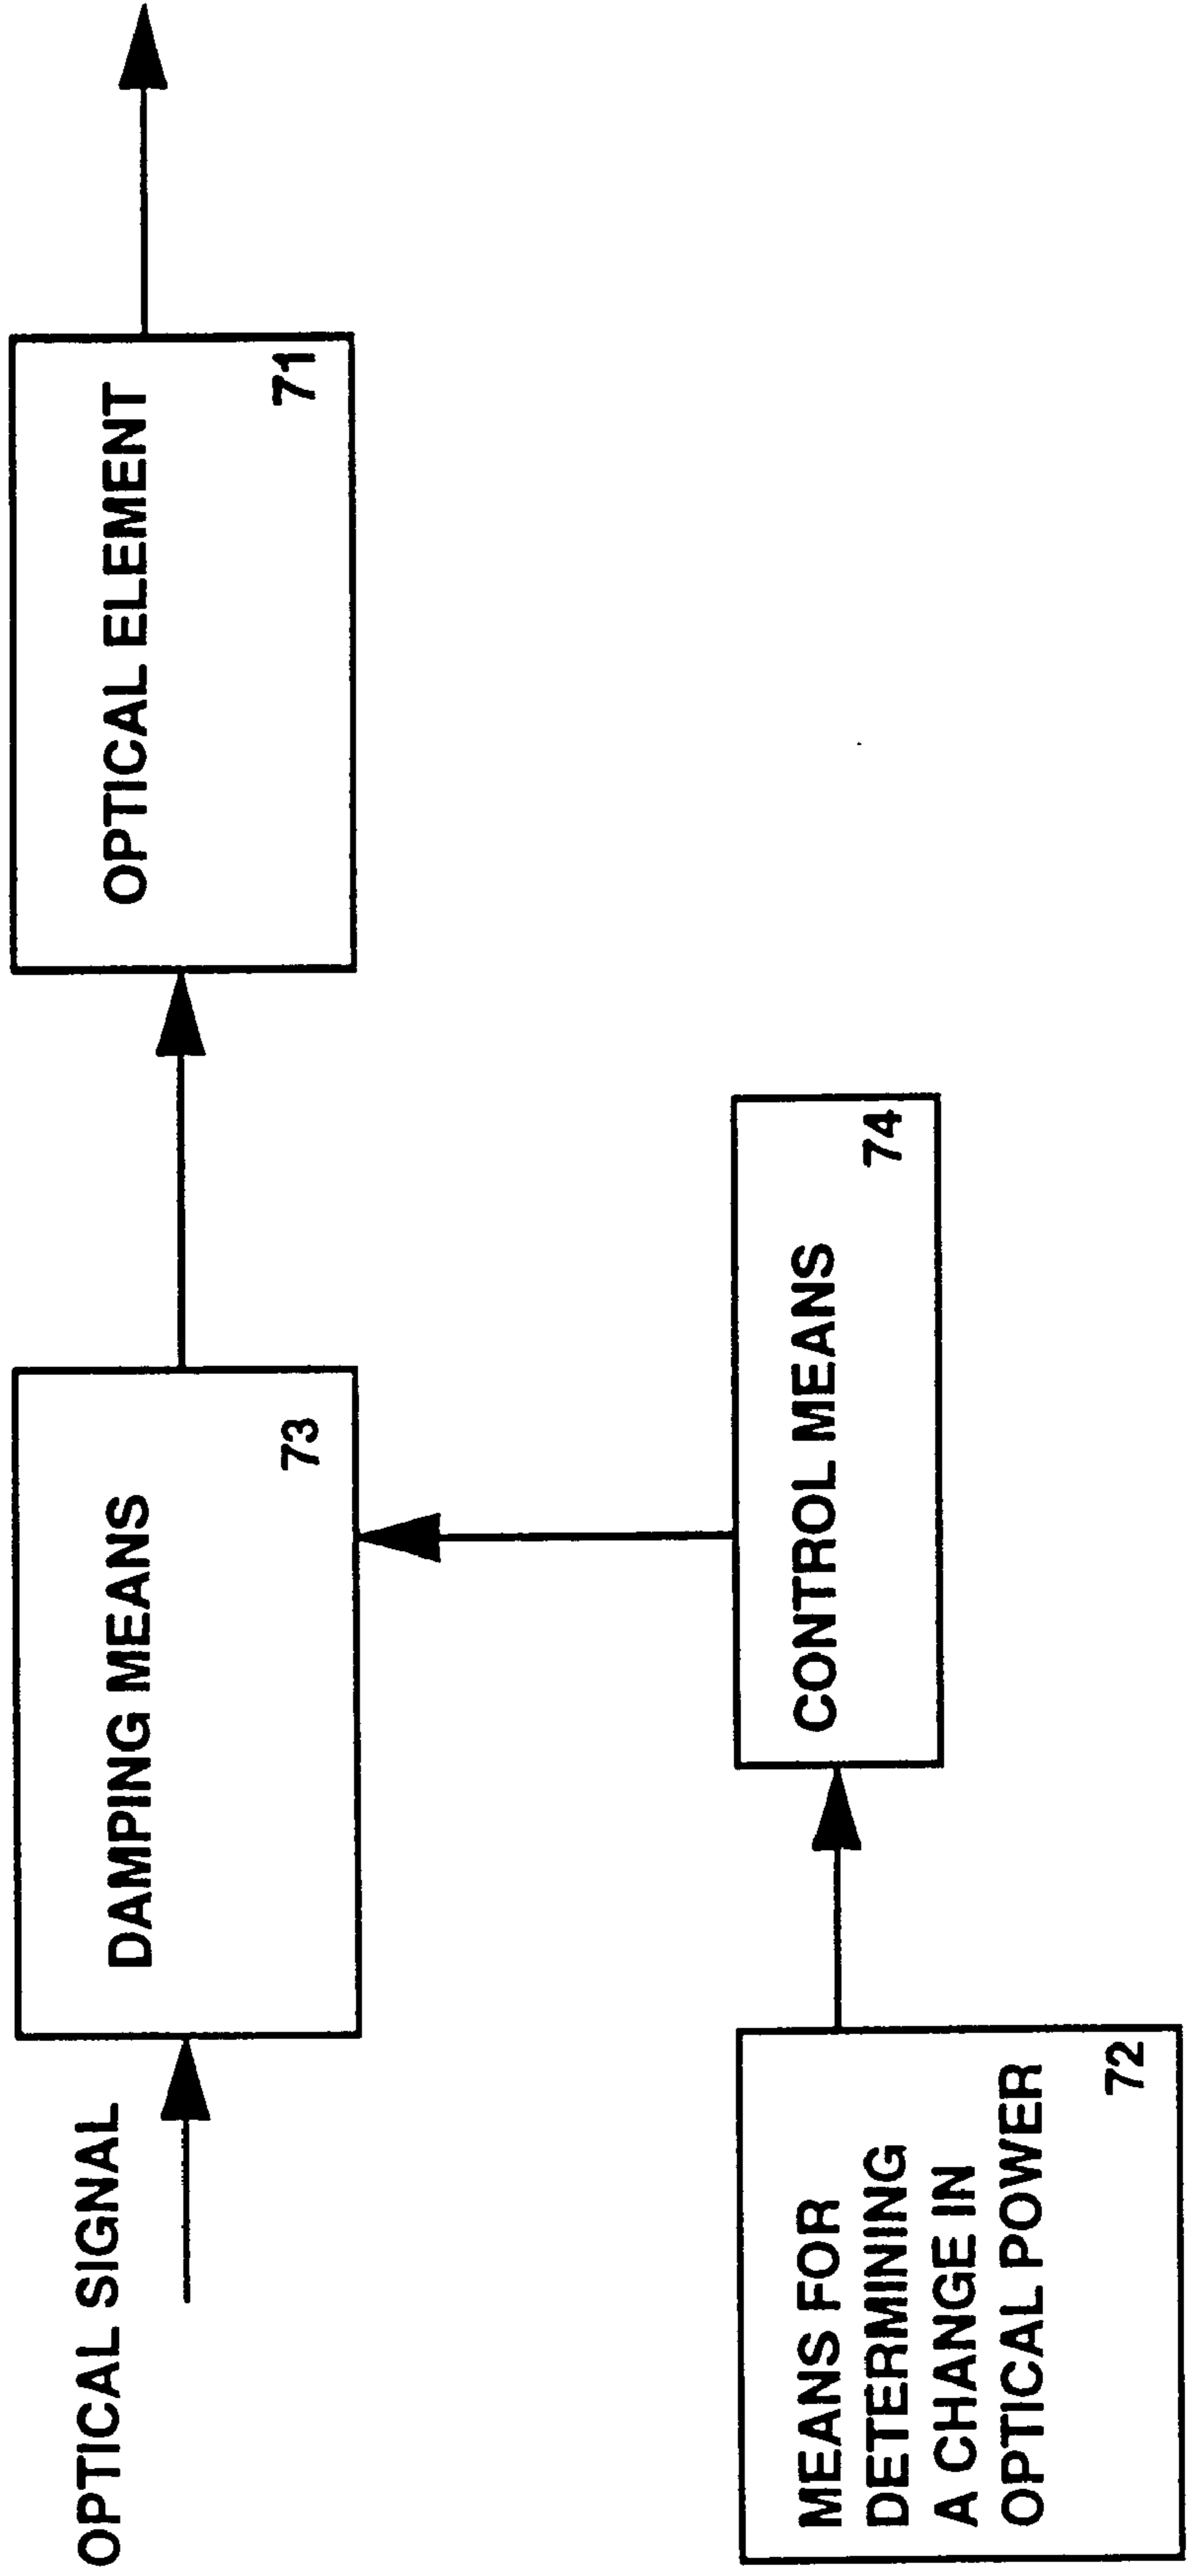 OPTICAL SIGNAL
DAMPING MEANS
73
OPTICAL ELEMENT
71
MEANS FOR
DETERMINING
A CHANGE IN
OPTICAL POWER
72
CONTROL MEANS
74